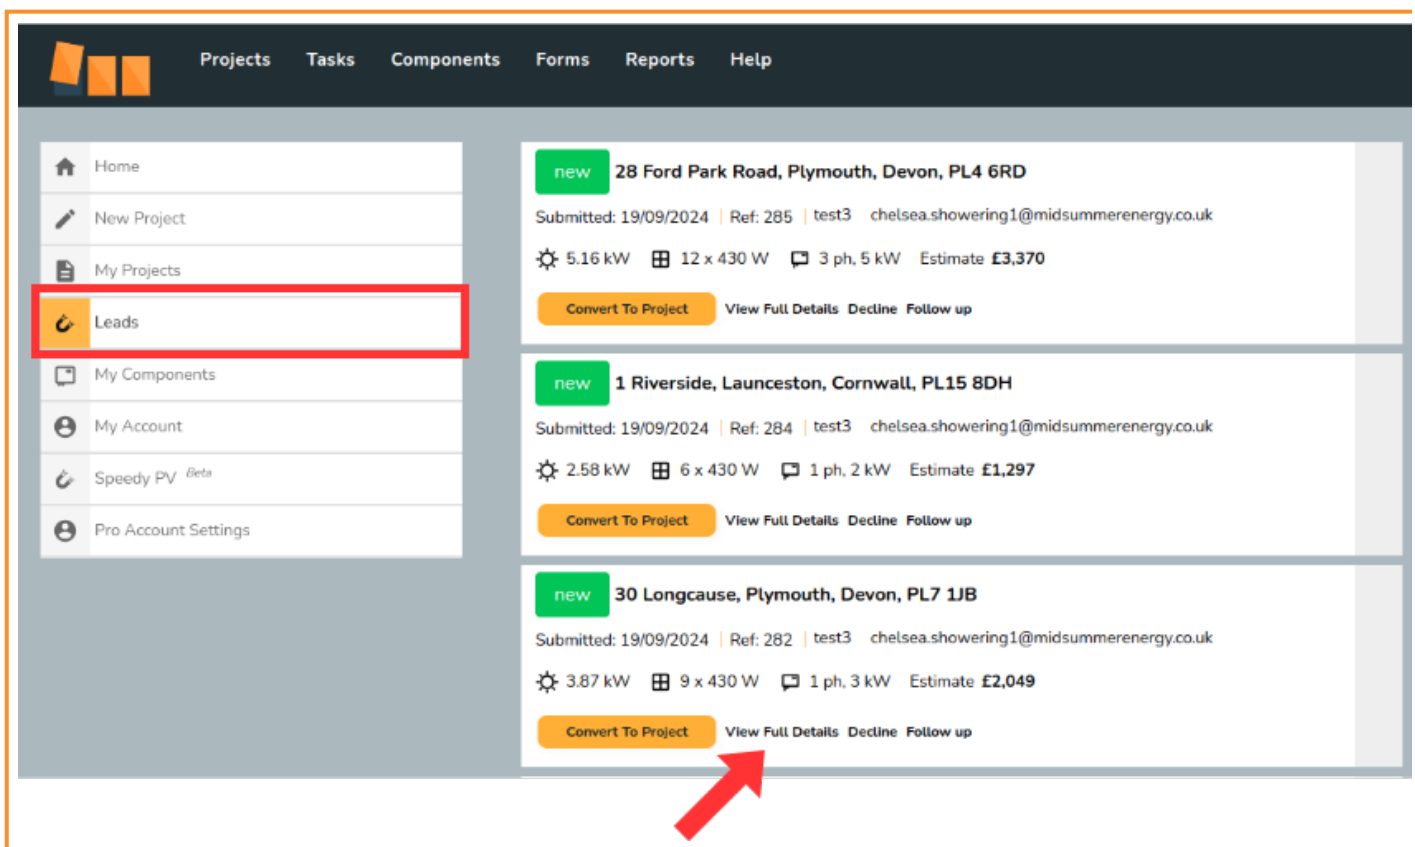 Projects Tasks Components Forms Reports Help
Home
New Project
My Projects
Leads
My Components
My Account
Speedy PV Beta
Pro Account Settings
new 28 Ford Park Road, Plymouth, Devon, PL4 6RD
Submitted: 19/09/2024 Ref: 285 test3 chelsea.showering1@midsummerenergy.co.uk
5.16 kW 12 x 430 W 3 ph, 5 kW Estimate £3,370
Convert To Project View Full Details Decline Follow up
new 1 Riverside, Launceston, Cornwall, PL15 8DH
Submitted: 19/09/2024 Ref: 284 test3 chelsea.showering1@midsummerenergy.co.uk
2.58 kW 6 x 430 W 1 ph, 2 kW Estimate £1,297
Convert To Project View Full Details Decline Follow up
new 30 Longcause, Plymouth, Devon, PL7 1JB
Submitted: 19/09/2024 Ref: 282 test3 chelsea.showering1@midsummerenergy.co.uk
3.87 kW 9 x 430 W 1 ph, 3 kW Estimate £2,049
Convert To Project View Full Details Decline Follow up